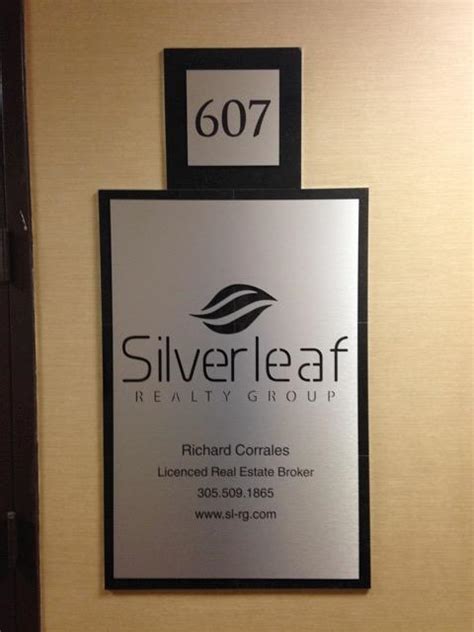 607
Silverleaf
REALTY GROUP
Richard Corrales
Licenced Real Estate Broker
305.509.1865
www.sl-rg.com